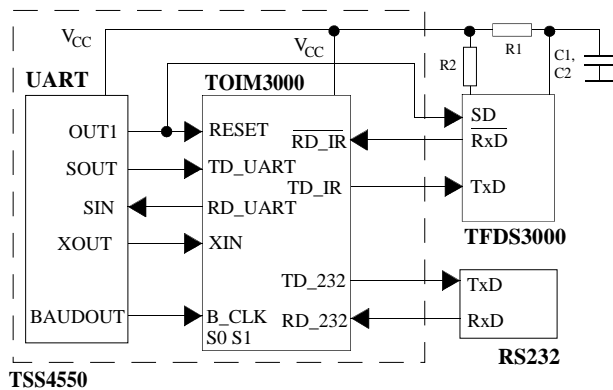 VCC
VCC
R1
C1,
C2
R2
UART
TOIM3000
OUT1
RESET
RD_IR
SD
RxD
SOUT
TD_UART
TD_IR
TxD
SIN
RD_UART
XOUT
XIN
TFDS3000
TD_232
TxD
BAUDOUT
B_CLK
RD_232
RxD
S0 S1
RS232
TSS4550